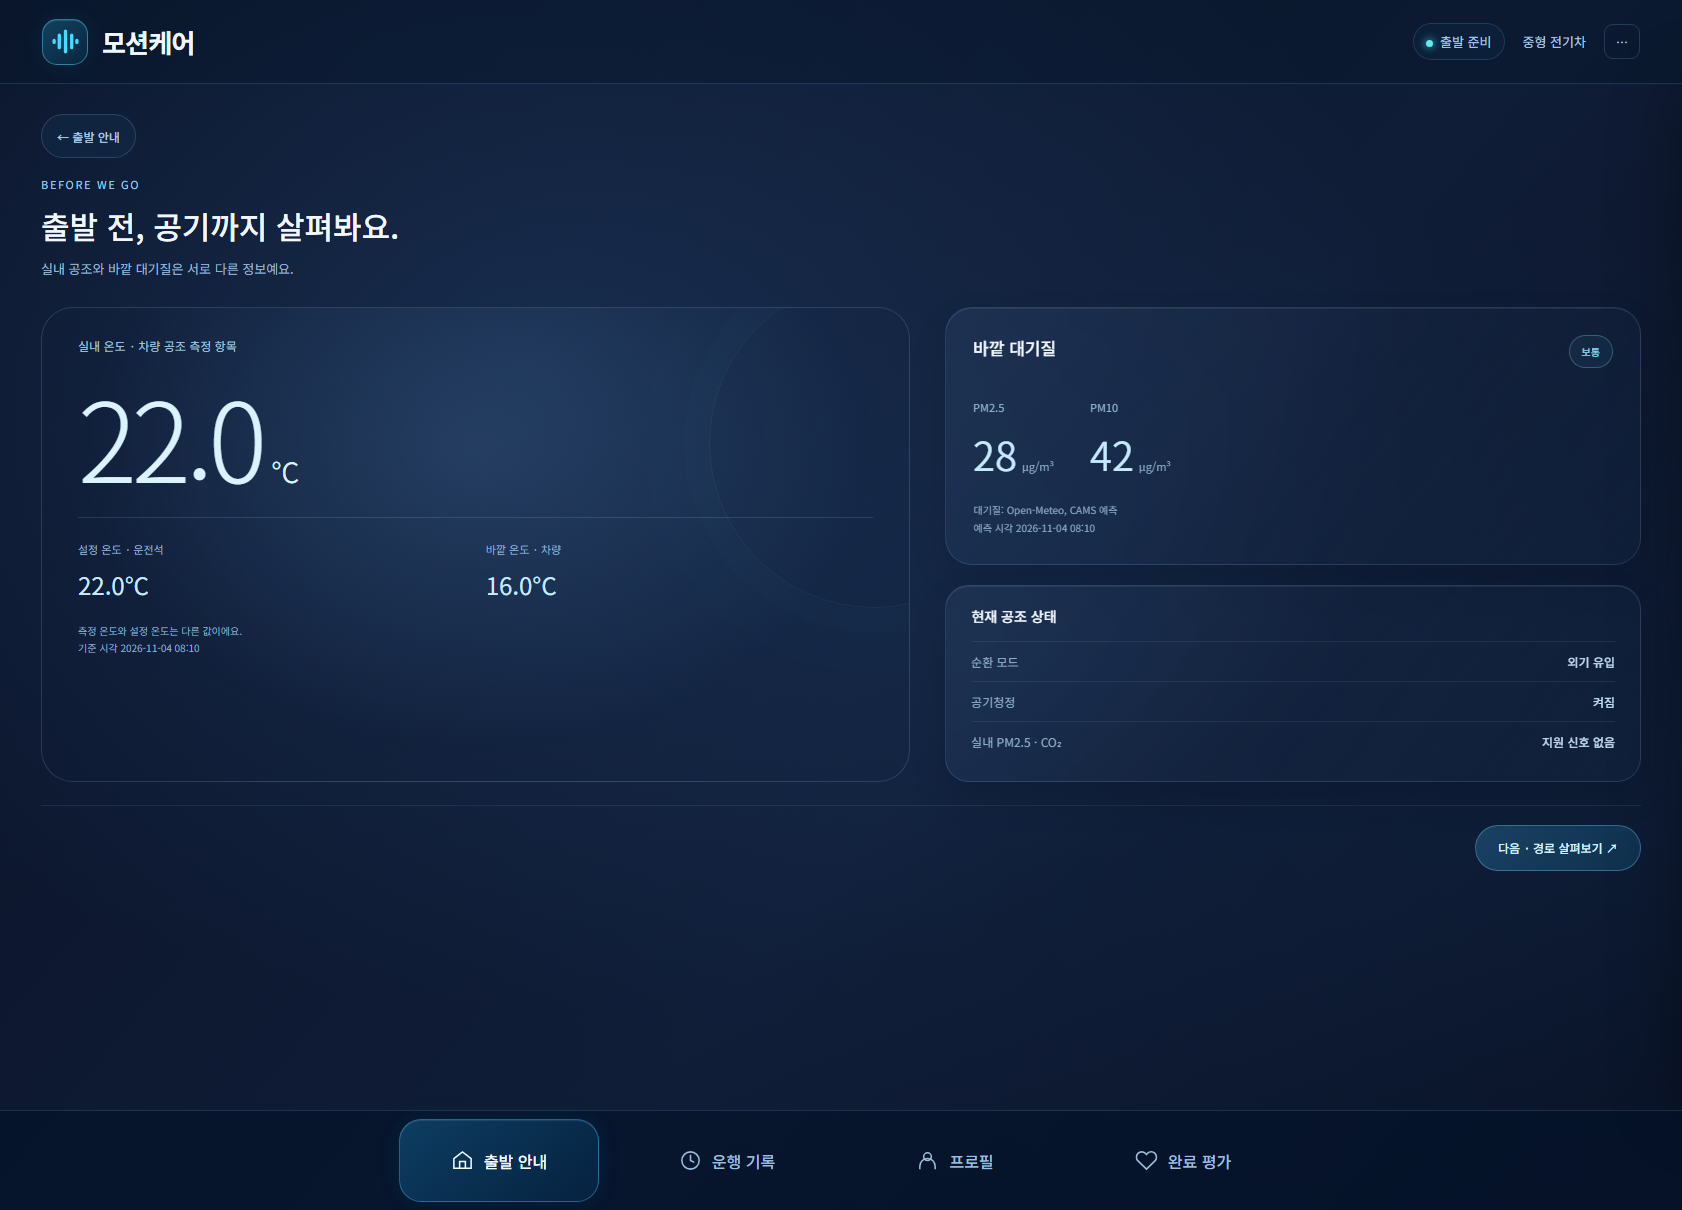 모션케어
출발 준비
중형 전기차
…
← 출발 안내
BEFORE WE GO
출발 전, 공기까지 살펴봐요.
실내 공조와 바깥 대기질은 서로 다른 정보예요.
실내 온도 · 차량 공조 측정 항목
22.0 °C
설정 온도 · 운전석
22.0°C
바깥 온도 · 차량
16.0°C
측정 온도와 설정 온도는 다른 값이에요.
기준 시각 2026-11-04 08:10
바깥 대기질
보통
PM2.5
28 μg/m³
PM10
42 μg/m³
대기질: Open-Meteo, CAMS 예측
예측 시각 2026-11-04 08:10
현재 공조 상태
순환 모드 외기 유입
공기청정 켜짐
실내 PM2.5 · CO₂ 지원 신호 없음
다음 · 경로 살펴보기 ↗
출발 안내
운행 기록
프로필
완료 평가